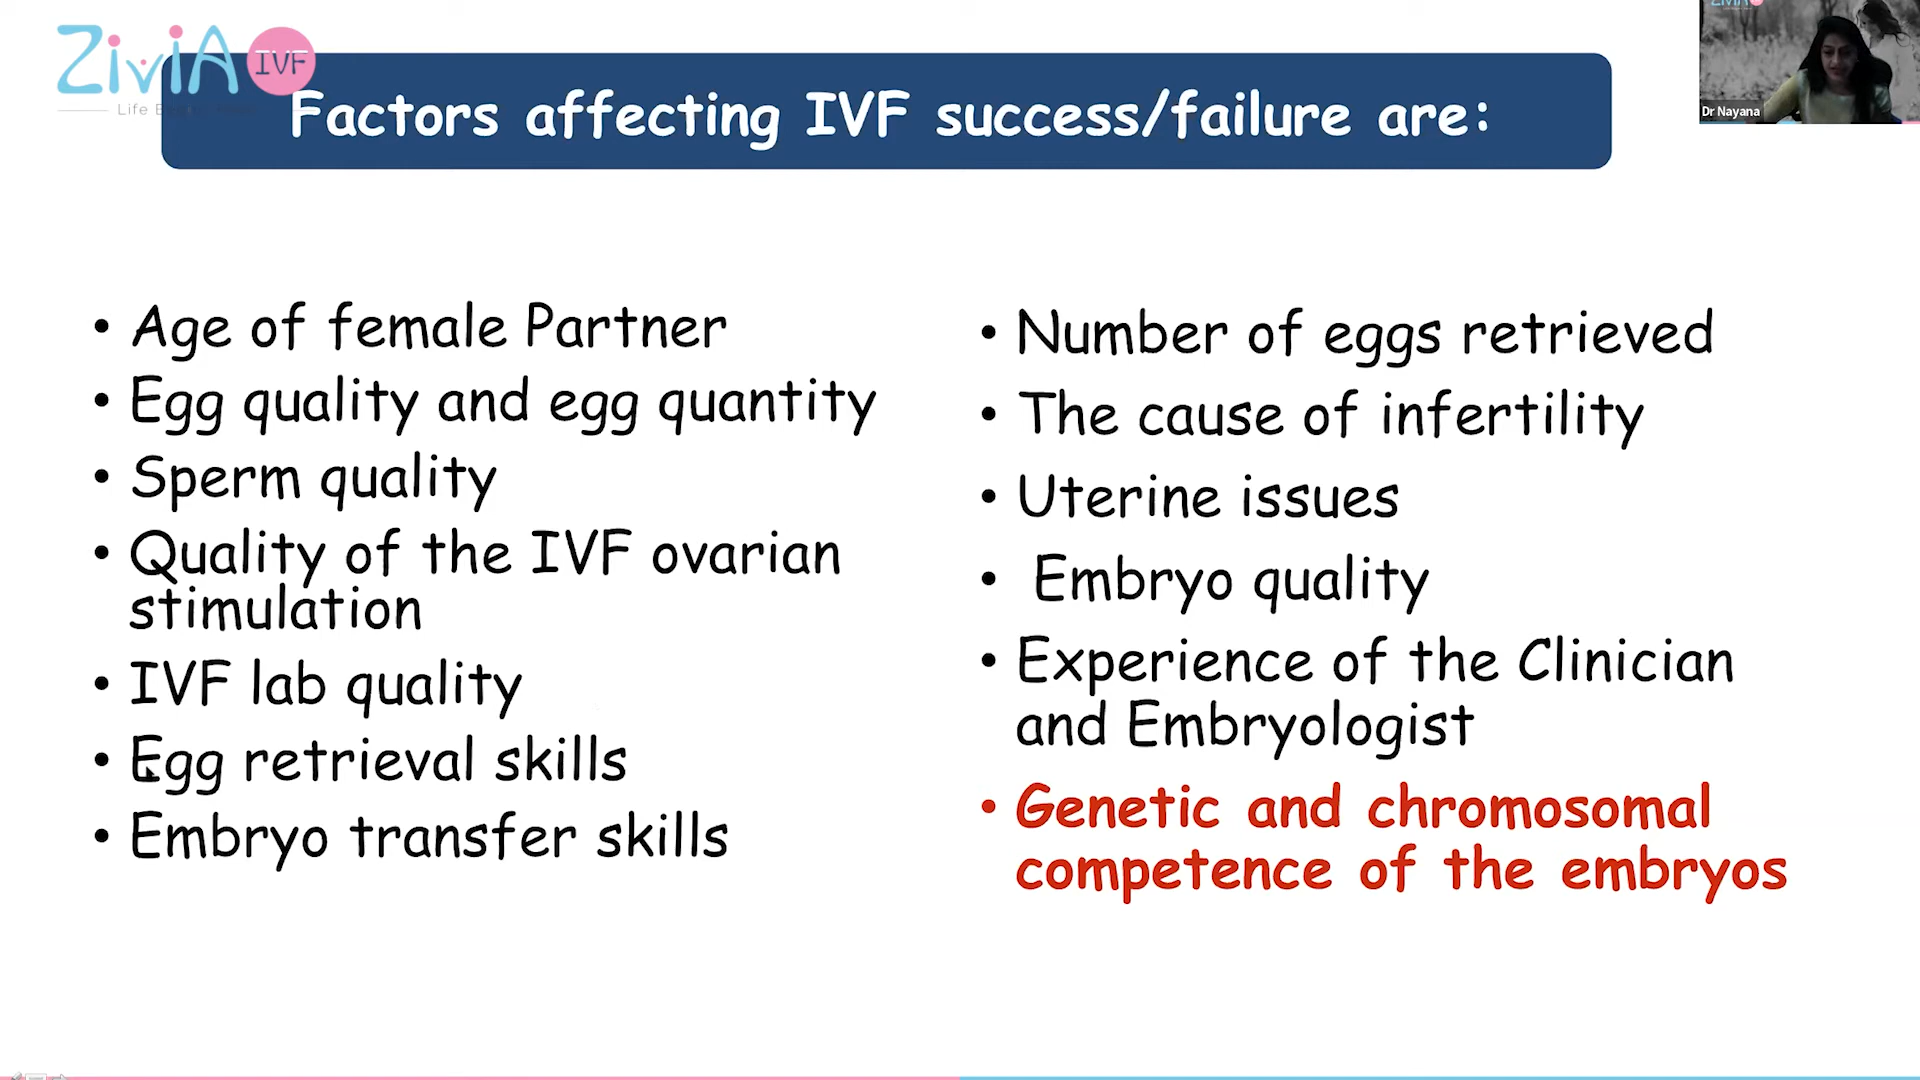 ZiviA IVF
Life
Factors affecting IVF success/failure are:
Dr Nayana
• Age of female Partner
• Egg quality and egg quantity
• Sperm quality
• Quality of the IVF ovarian
stimulation
• IVF lab quality
• Egg retrieval skills
• Embryo transfer skills
• Number of eggs retrieved
• The cause of infertility
• Uterine issues
• Embryo quality
• Experience of the Clinician
and Embryologist
• Genetic and chromosomal
competence of the embryos